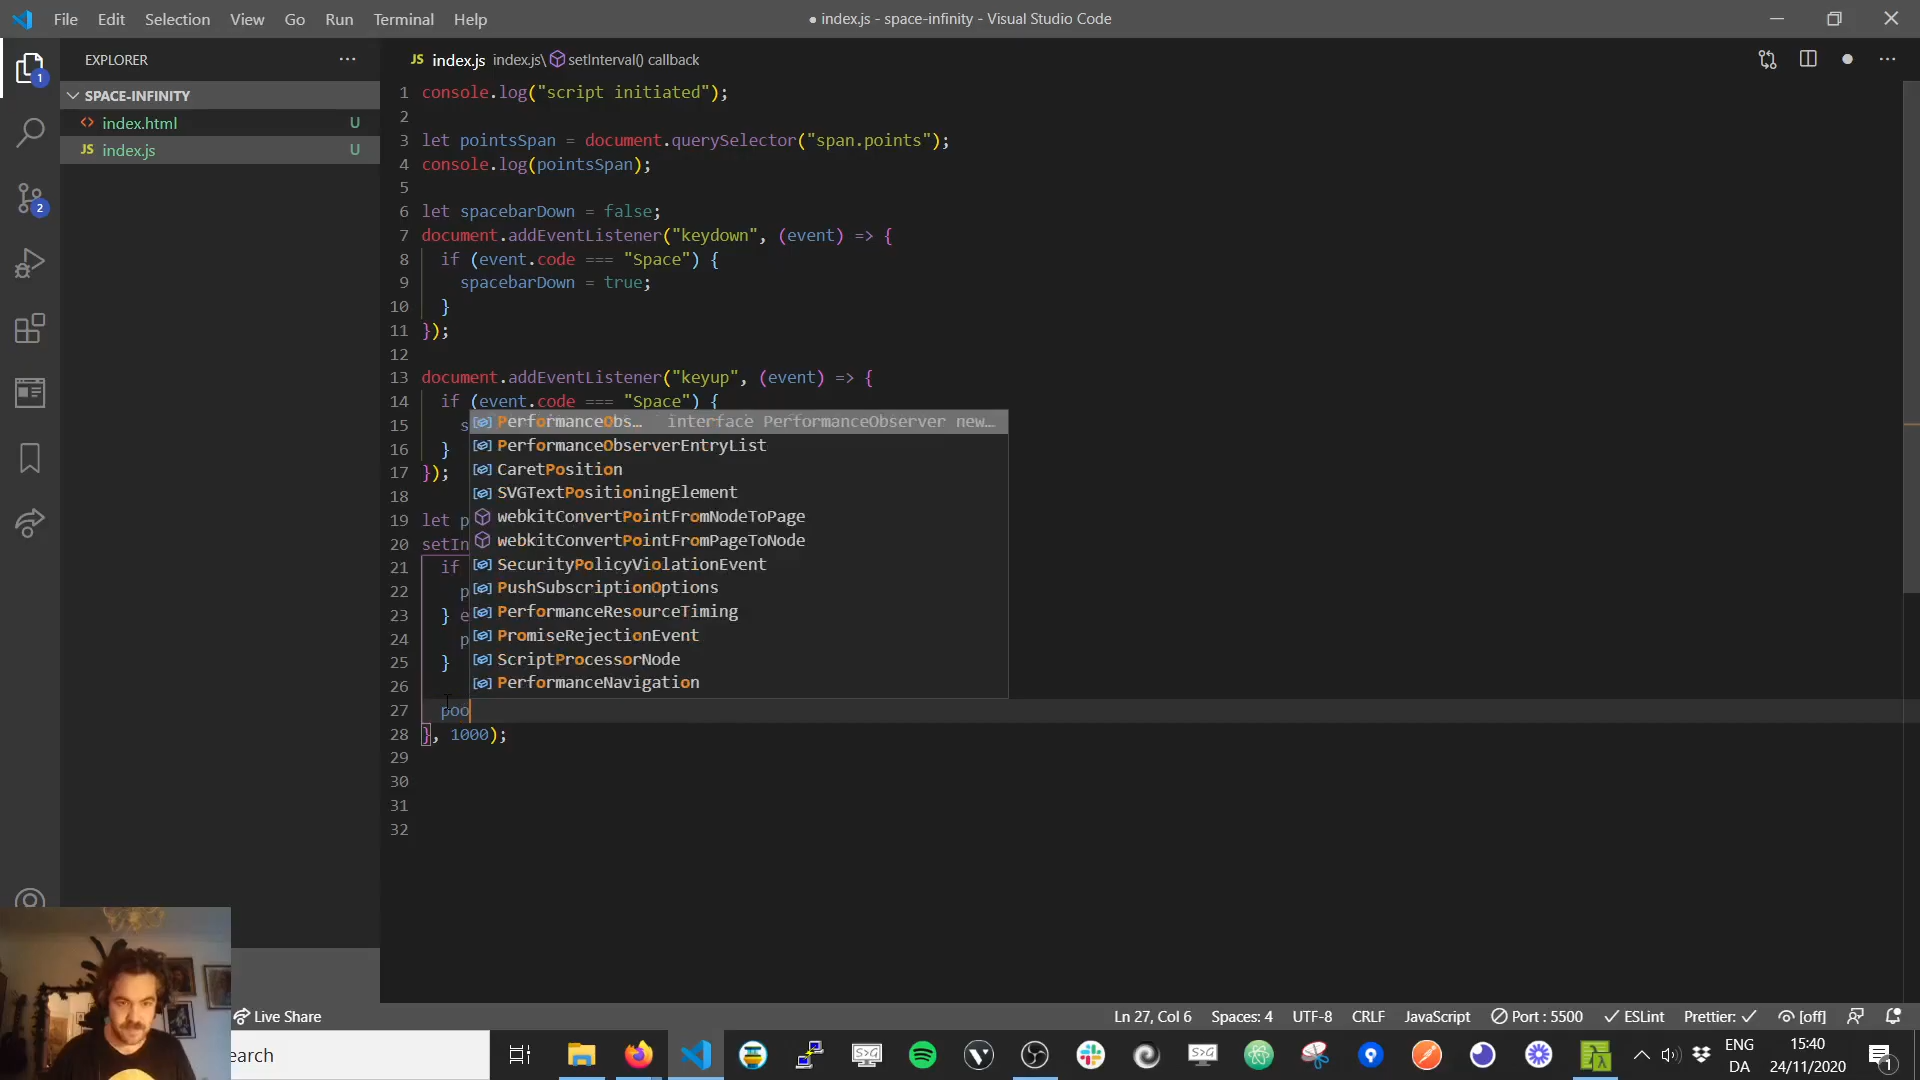 File Edit Selection View Go Run Terminal Help
● index.js - space-infinity - Visual Studio Code
EXPLORER
SPACE-INFINITY
index.html U
JS index.js U
1
2
JS index.js index.js\ setInterval() callback
1 console.log("script initiated");
2
3 let pointsSpan = document.querySelector("span.points");
4 console.log(pointsSpan);
5
6 let spacebarDown = false;
7 document.addEventListener("keydown", (event) => {
8 if (event.code === "Space") {
9 spacebarDown = true;
10 }
11 });
12
13 document.addEventListener("keyup", (event) => {
14 if (event.code === "Space") {
15 s
16 }
17 });
18
19 let p
20 setIn
21 if
22 p
23 } e
24 p
25 }
26
27 poo
28 }, 1000);
29
30
31
32
PerformanceObs… interface PerformanceObserver new…
PerformanceObserverEntryList
CaretPosition
SVGTextPositioningElement
webkitConvertPointFromNodeToPage
webkitConvertPointFromPageToNode
SecurityPolicyViolationEvent
PushSubscriptionOptions
PerformanceResourceTiming
PromiseRejectionEvent
ScriptProcessorNode
PerformanceNavigation
Live Share
Ln 27, Col 6 Spaces: 4 UTF-8 CRLF JavaScript Port : 5500 ESLint Prettier: [off]
earch
S>G
S>G
ENG
DA
15:40
24/11/2020
1